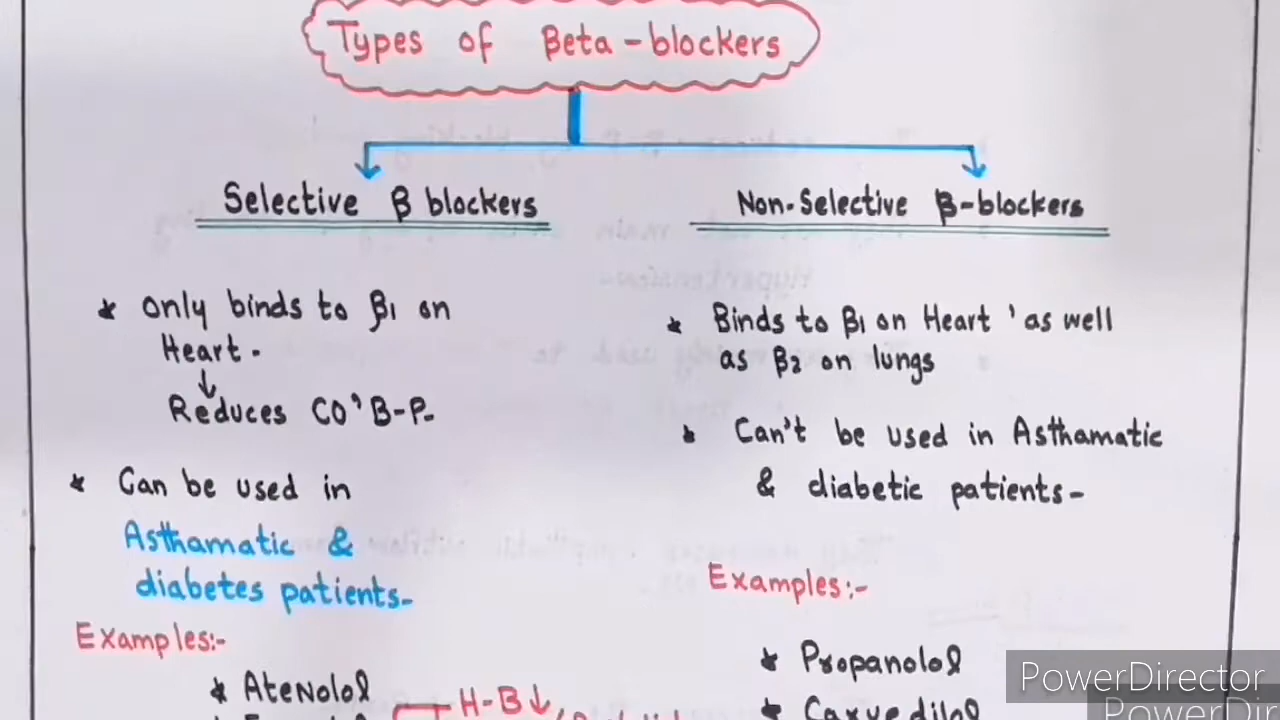 Types of Beta-blockers
Selective β blockers
* Only binds to β1 on
Heart.
↓
Reduces CO, B-P.
* Can be used in
Asthamatic &
diabetes patients-
Examples:-
* Atenolol
H-B↓,
Non-Selective β-blockers
* Binds to β1 on Heart, as well
as β2 on lungs
* Can't be used in Asthamatic
& diabetic patients-
Examples:-
* Propanolol
* Carvedilol
PowerDirector
PowerDir